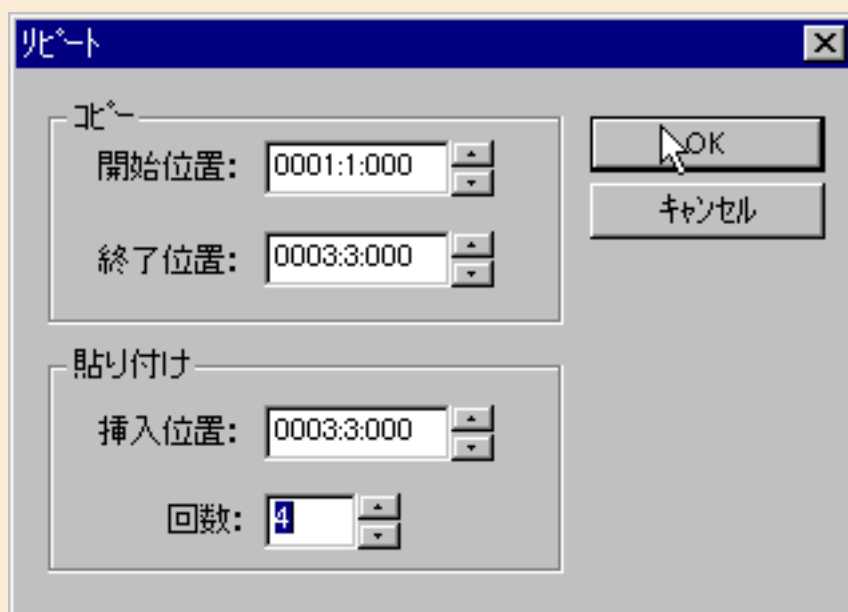 ﾘﾋﾟｰﾄ
ｺﾋﾟｰ
開始位置: 0001:1:000
終了位置: 0003:3:000
貼り付け
挿入位置: 0003:3:000
回数: 4
OK
ｷｬﾝｾﾙ